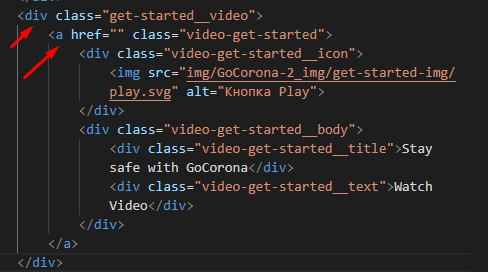 <div class="get-started__video">
<a href="" class="video-get-started">
<div class="video-get-started__icon">
<img src="img/GoCorona-2_img/get-started-img/
play.svg" alt="Кнопка Play">
</div>
<div class="video-get-started__body">
<div class="video-get-started__title">Stay
safe with GoCorona</div>
<div class="video-get-started__text">Watch
Video</div>
</div>
</a>
</div>